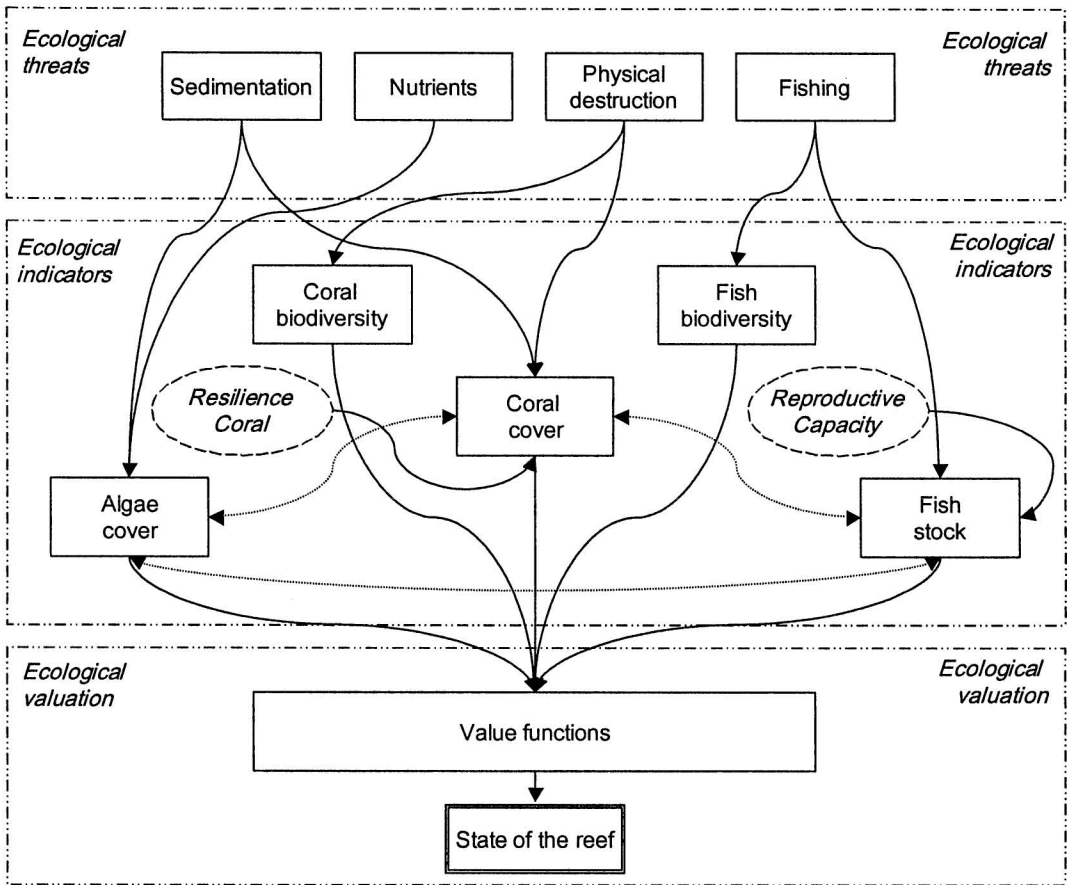 Ecological
threats
Ecological
threats
Sedimentation
Nutrients
Physical
destruction
Fishing
Ecological
indicators
Ecological
indicators
Coral
biodiversity
Fish
biodiversity
Resilience
Coral
Coral
cover
Reproductive
Capacity
Algae
cover
Fish
stock
Ecological
valuation
Ecological
valuation
Value functions
State of the reef